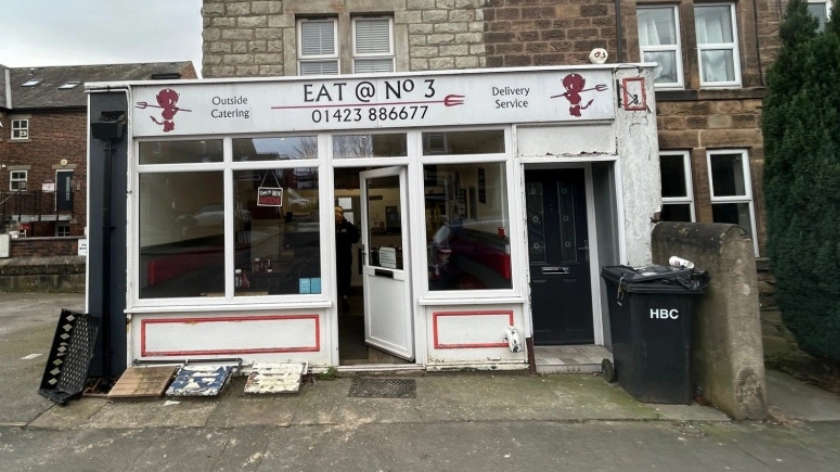 Outside
Catering
EAT @ Nº 3
01423 886677
Delivery
Service
HBC